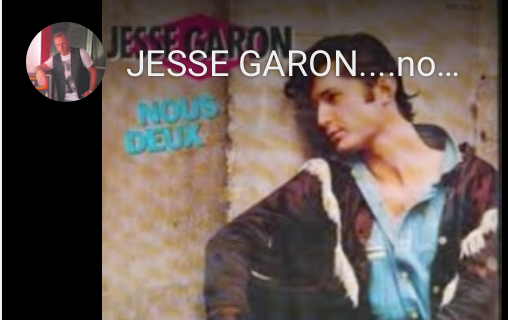 JESSE GARON
JESSE GARON....no...
NOUS
DEUX